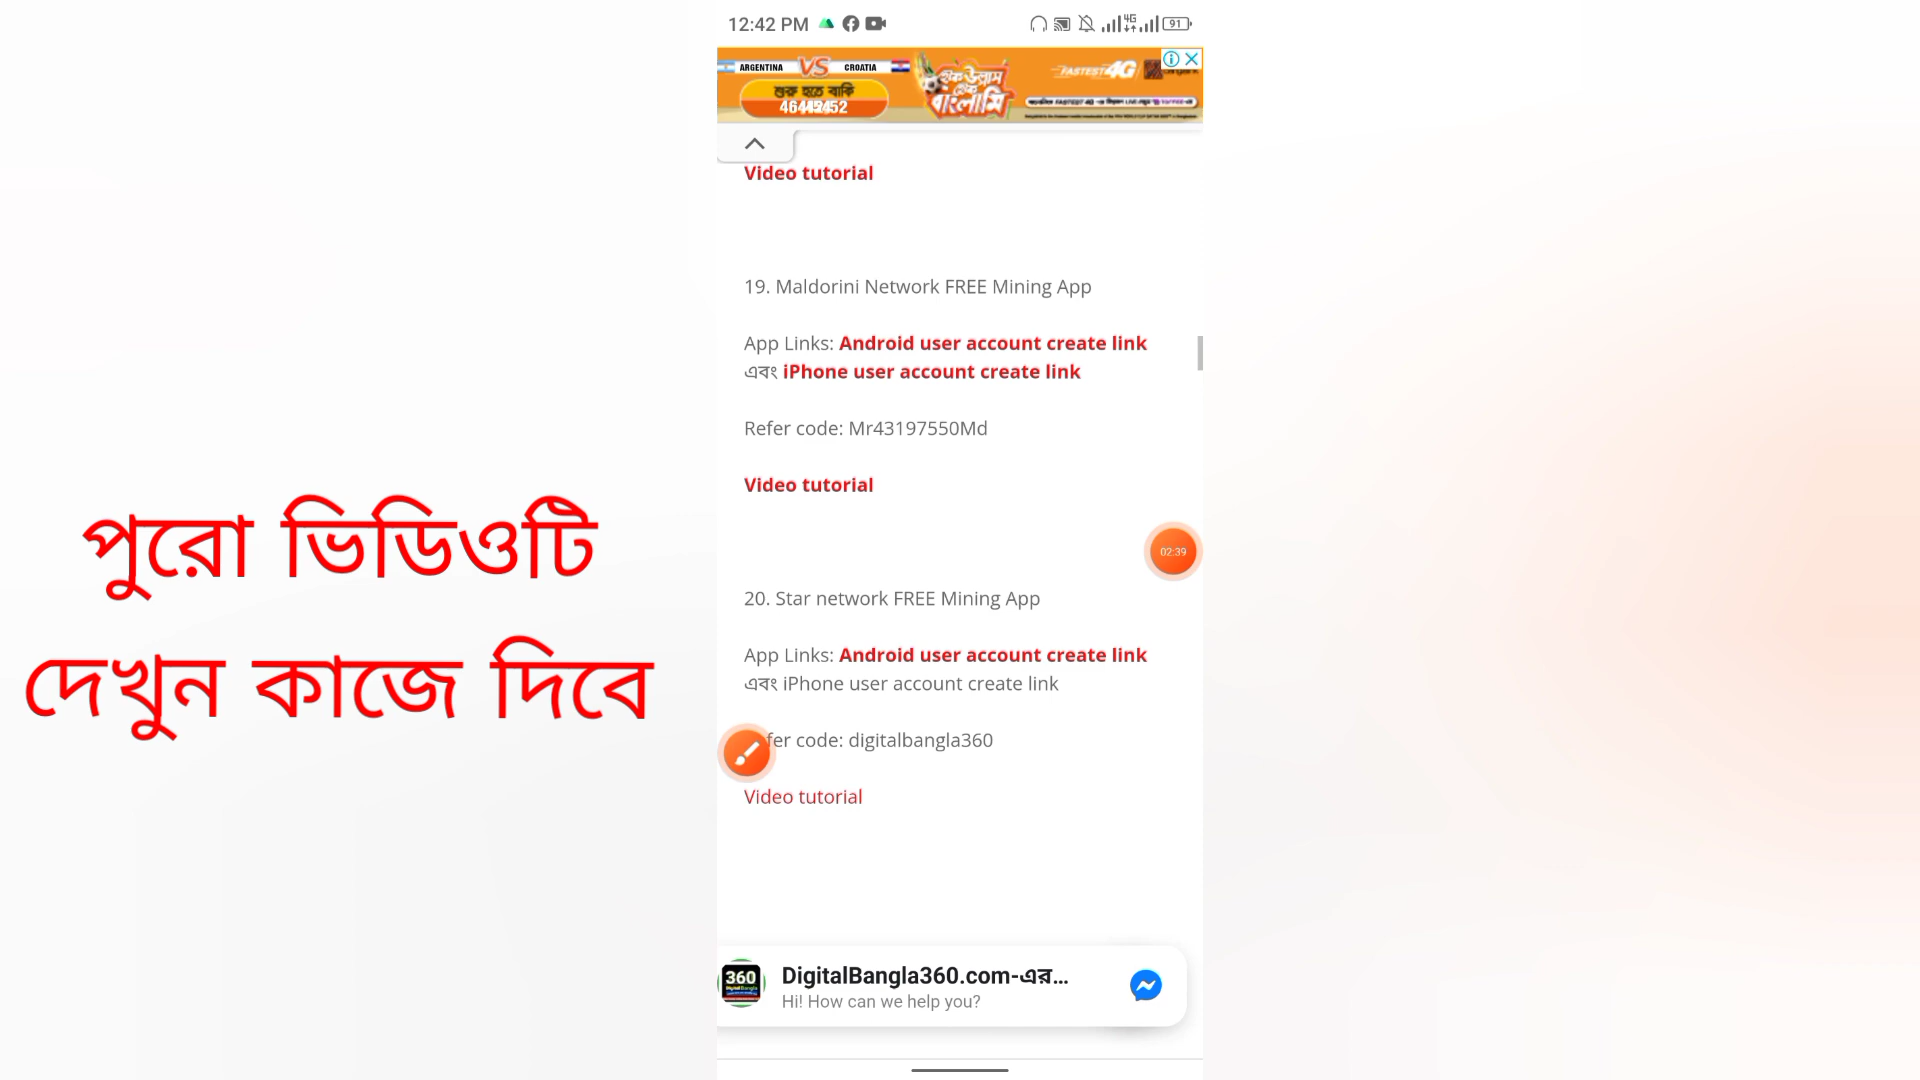 12:42 PM
4G
91
ARGENTINA VS CROATIA
শুরু হতে বাকি
FASTEST 4G
Video tutorial
19. Maldorini Network FREE Mining App
App Links: Android user account create link
এবং iPhone user account create link
Refer code: Mr43197550Md
Video tutorial
02:39
20. Star network FREE Mining App
App Links: Android user account create link
এবং iPhone user account create link
fer code: digitalbangla360
Video tutorial
পুরো ভিডিওটি
দেখুন কাজে দিবে
360
DigitalBangla360.com-এর...
Hi! How can we help you?